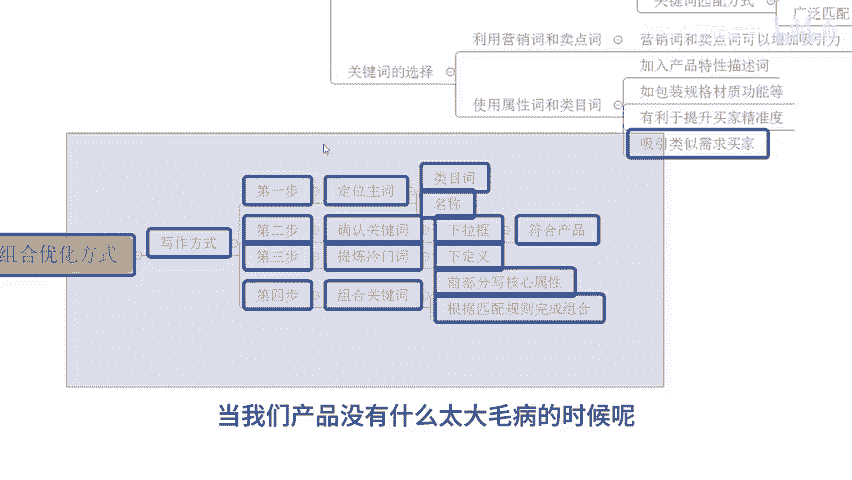 关键词匹配方式
广泛匹配
利用营销词和卖点词
营销词和卖点词可以增加吸引力
关键词的选择
加入产品特性描述词
如包装规格材质功能等
使用属性词和类目词
有利于提升买家精准度
吸引类似需求买家
类目词
第一步
定位主词
名称
组合优化方式
写作方式
第二步
确认关键词
下拉框
符合产品
第三步
提炼冷门词
下定义
前部分写核心属性
第四步
组合关键词
根据匹配规则完成组合
当我们产品没有什么太大毛病的时候呢